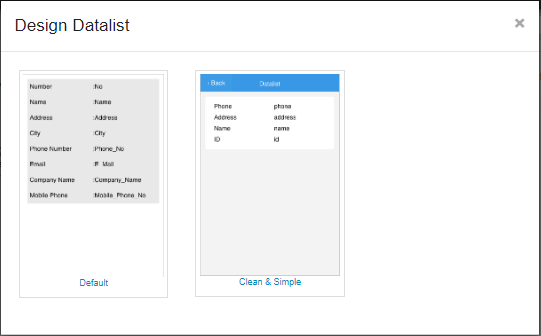 Design Datalist ×
Number :No
Name :Name
Address :Address
City :City
Phone Number :Phone_No
Email :E_Mail
Company Name :Company_Name
Mobile Phone :Mobile_Phone_No
Default
‹ Back Datalist
Phone phone
Address address
Name name
ID id
Clean & Simple